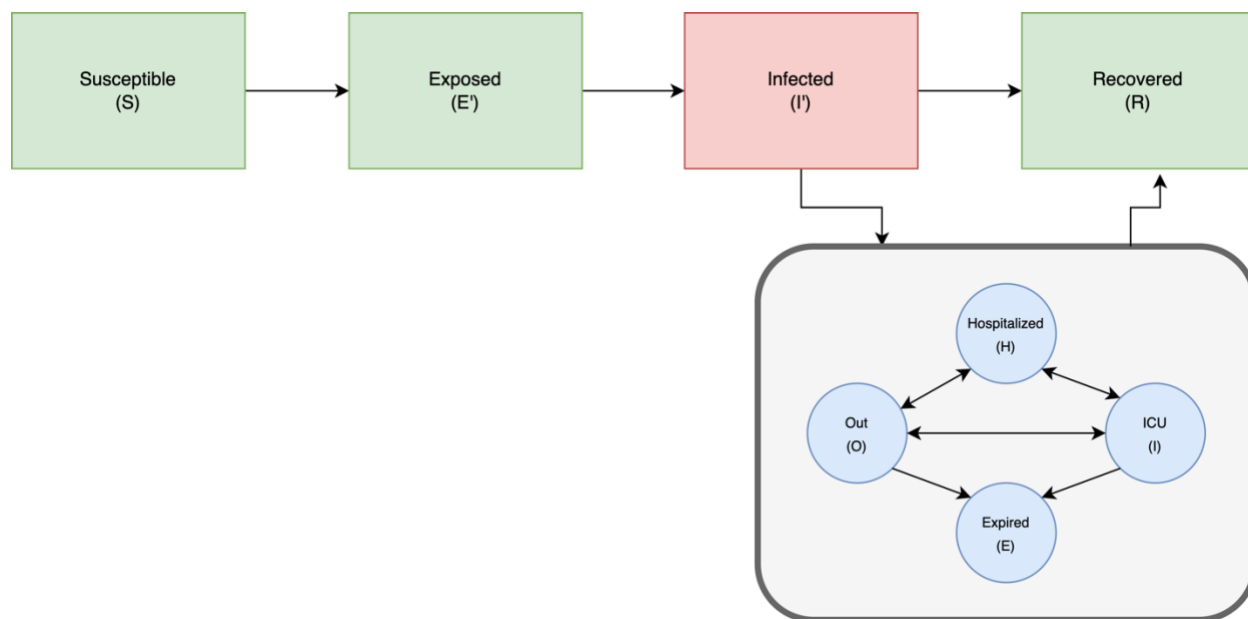 Susceptible
(S)
Exposed
(E')
Infected
(I')
Recovered
(R)
Hospitalized
(H)
Out
(O)
ICU
(I)
Expired
(E)